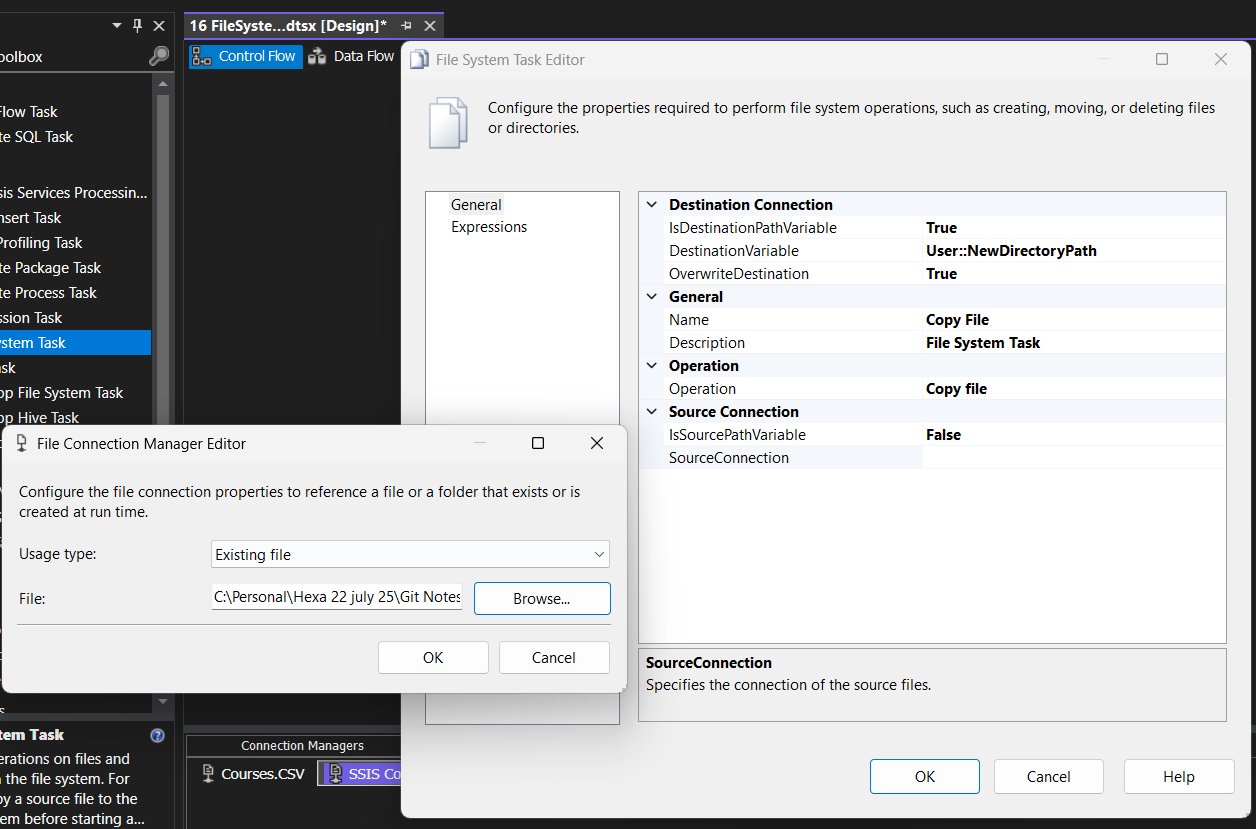 16 FileSyste...dtsx [Design]*
oolbox
Control Flow
Data Flow
Flow Task
te SQL Task
sis Services Processin...
nsert Task
Profiling Task
te Package Task
te Process Task
ssion Task
stem Task
ask
op File System Task
op Hive Task
File System Task Editor
Configure the properties required to perform file system operations, such as creating, moving, or deleting files
or directories.
General
Expressions
Destination Connection
IsDestinationPathVariable True
DestinationVariable User::NewDirectoryPath
OverwriteDestination True
General
Name Copy File
Description File System Task
Operation
Operation Copy file
Source Connection
IsSourcePathVariable False
SourceConnection
SourceConnection
Specifies the connection of the source files.
OK
Cancel
Help
File Connection Manager Editor
Configure the file connection properties to reference a file or a folder that exists or is
created at run time.
Usage type: Existing file
File: C:\Personal\Hexa 22 july 25\Git Notes
Browse...
OK
Cancel
tem Task
erations on files and
n the file system. For
py a source file to the
tem before starting a...
Connection Managers
Courses.CSV
SSIS Co